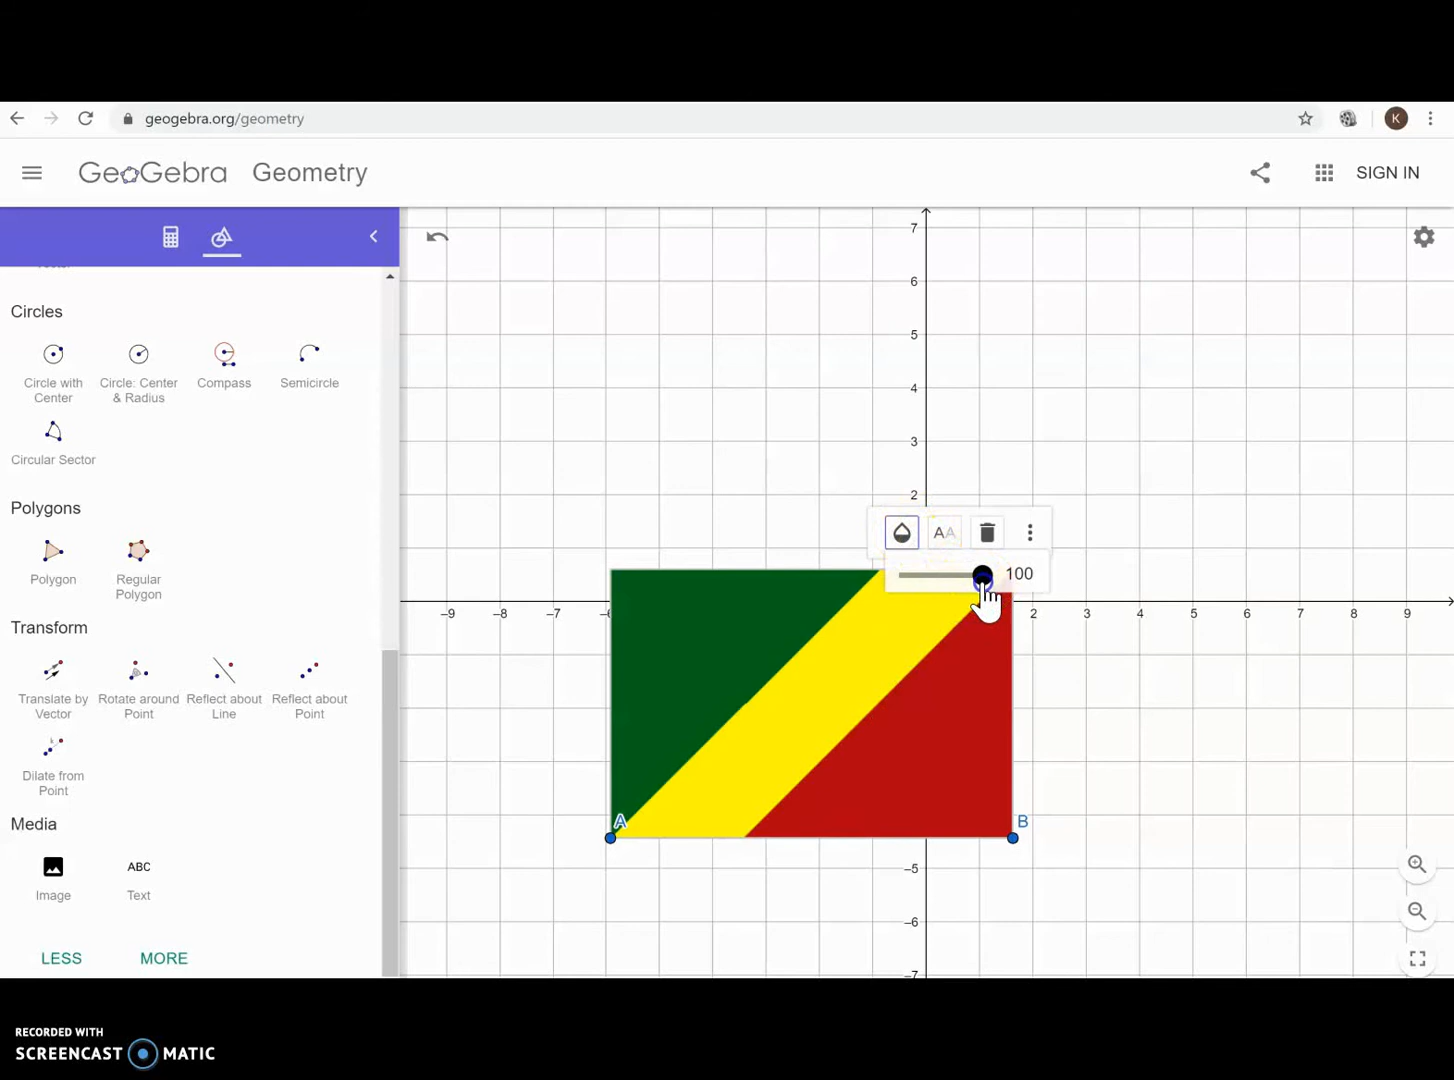 geogebra.org/geometry
K
GeoGebra Geometry
SIGN IN
Circles
Circle with Center
Circle: Center & Radius
Compass
Semicircle
Circular Sector
Polygons
Polygon
Regular Polygon
Transform
Translate by Vector
Rotate around Point
Reflect about Line
Reflect about Point
Dilate from Point
Media
ABC
Image
Text
LESS MORE
7
6
5
4
3
2
AA
100
–9 –8 –7 2 3 4 5 6 7 8 9
A
B
–5
–6
–7
RECORDED WITH
SCREENCAST MATIC